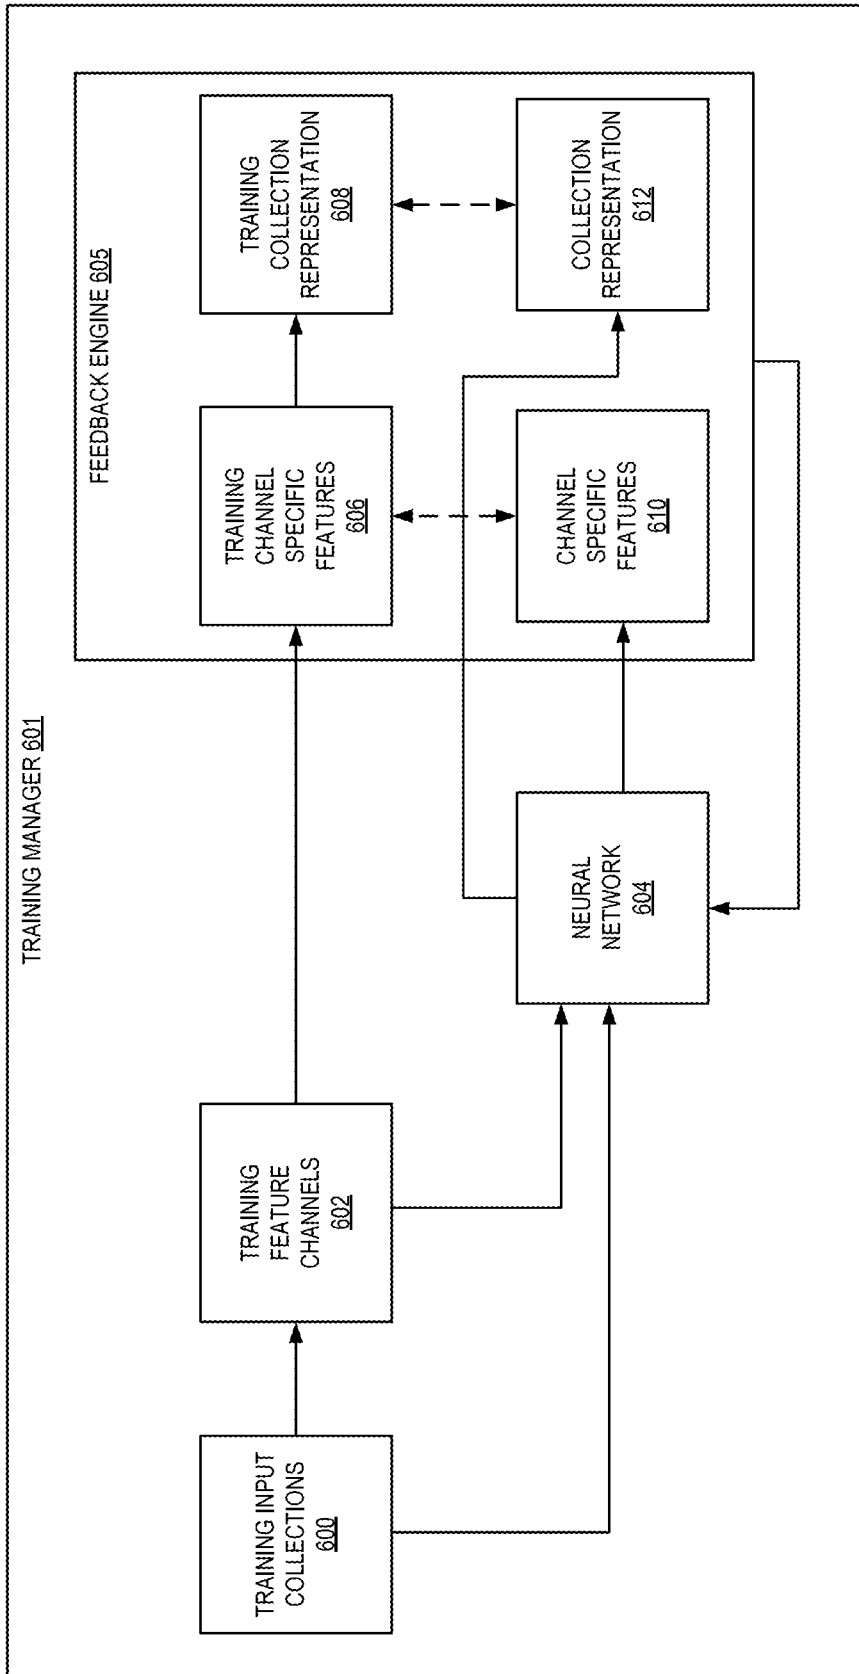 TRAINING MANAGER 601
FEEDBACK ENGINE 605
TRAINING INPUT
COLLECTIONS
600
TRAINING
FEATURE
CHANNELS
602
TRAINING
CHANNEL
SPECIFIC
FEATURES
606
TRAINING
COLLECTION
REPRESENTATION
608
NEURAL
NETWORK
604
CHANNEL
SPECIFIC
FEATURES
610
COLLECTION
REPRESENTATION
612